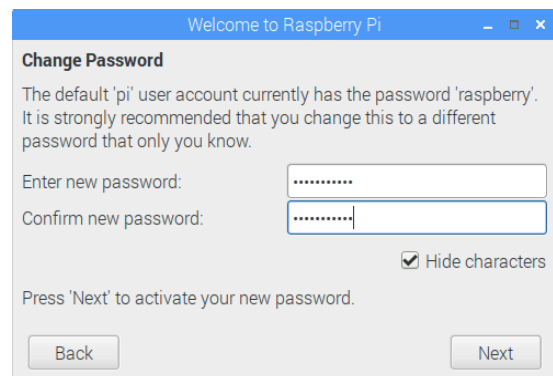 Welcome to Raspberry Pi
Change Password
The default 'pi' user account currently has the password 'raspberry'.
It is strongly recommended that you change this to a different
password that only you know.
Enter new password: •••••••••••
Confirm new password: •••••••••••
Hide characters
Press 'Next' to activate your new password.
Back Next